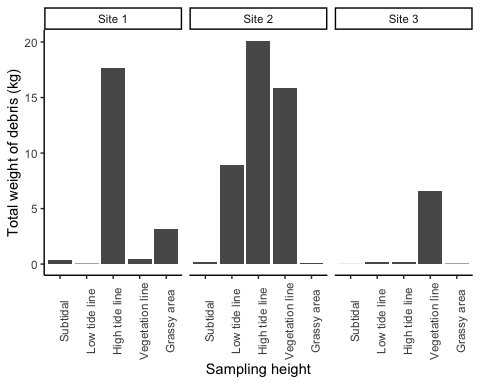 Site 1 Site 2 Site 3
Total weight of debris (kg)
20
15
10
5
0
Subtidal Low tide line High tide line Vegetation line Grassy area Subtidal Low tide line High tide line Vegetation line Grassy area Subtidal Low tide line High tide line Vegetation line Grassy area
Sampling height